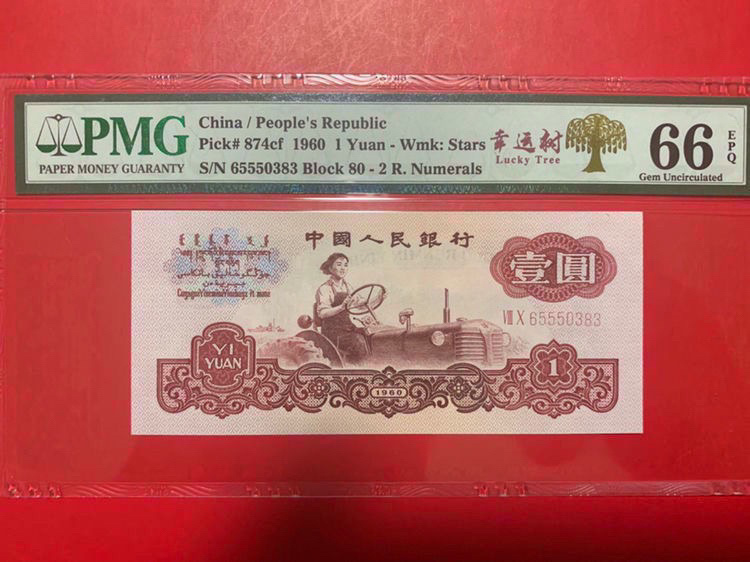 PMG
PAPER MONEY GUARANTY
China / People's Republic
Pick# 874cf 1960 1 Yuan - Wmk: Stars
S/N 65550383 Block 80 - 2 R. Numerals
幸运树
Lucky Tree
66
EPQ
Gem Uncirculated
中國人民銀行
壹圓
VIII X 65550383
YI
YUAN
1960
1